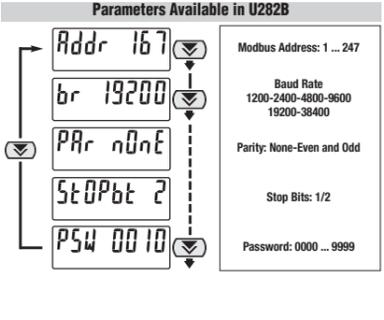 Parameters Available in U282B
Addr 167
Modbus Address: 1 ... 247
br 19200
Baud Rate
1200-2400-4800-9600
19200-38400
PAr nOnE
Parity: None-Even and Odd
StOPbt 2
Stop Bits: 1/2
PSW 0010
Password: 0000 ... 9999